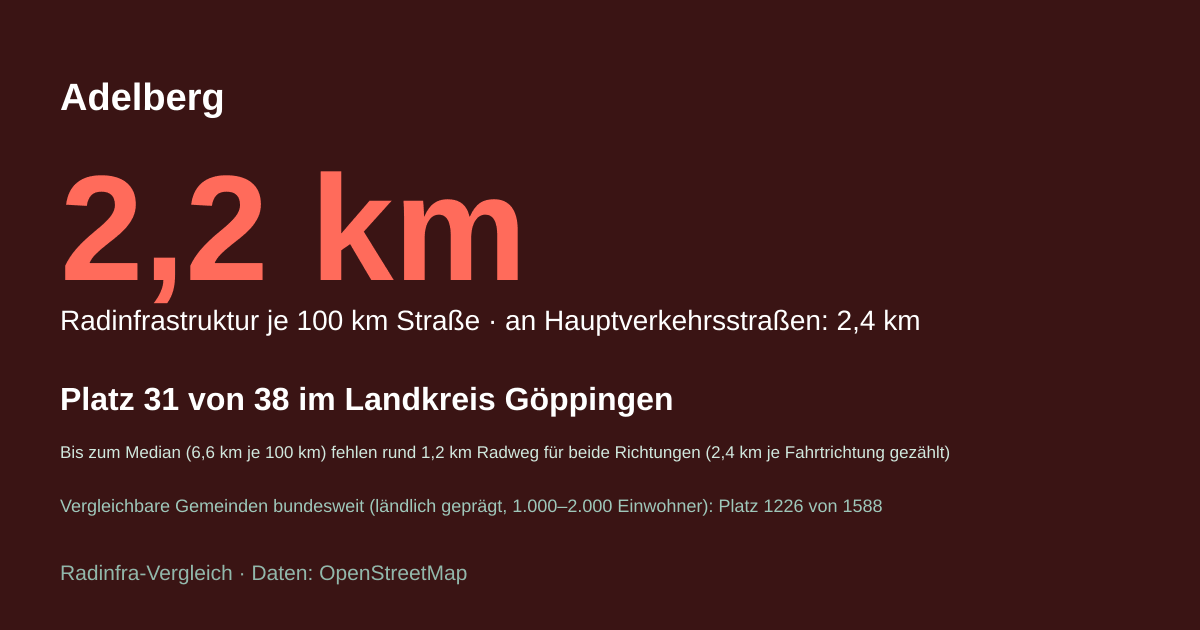 Adelberg
2,2 km
Radinfrastruktur je 100 km Straße · an Hauptverkehrsstraßen: 2,4 km
Platz 31 von 38 im Landkreis Göppingen
Bis zum Median (6,6 km je 100 km) fehlen rund 1,2 km Radweg für beide Richtungen (2,4 km je Fahrtrichtung gezählt)
Vergleichbare Gemeinden bundesweit (ländlich geprägt, 1.000–2.000 Einwohner): Platz 1226 von 1588
Radinfra-Vergleich · Daten: OpenStreetMap